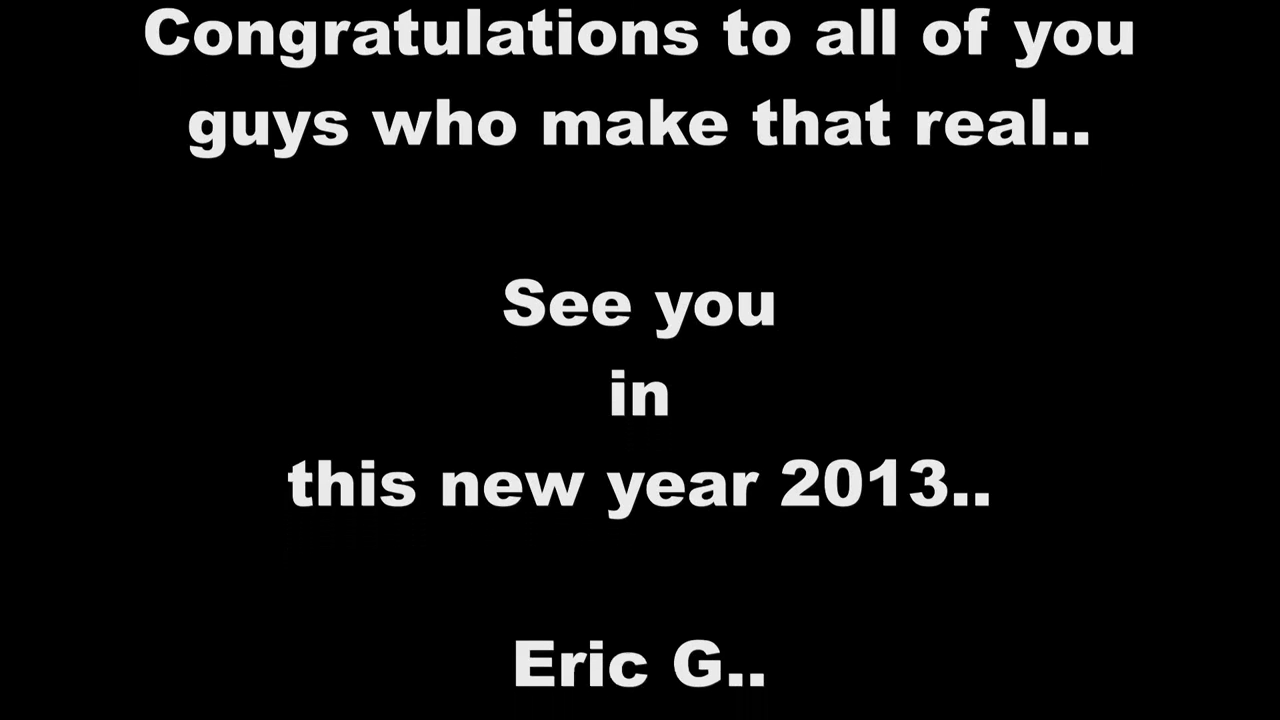 Congratulations to all of you
guys who make that real..
See you
in
this new year 2013..
Eric G..